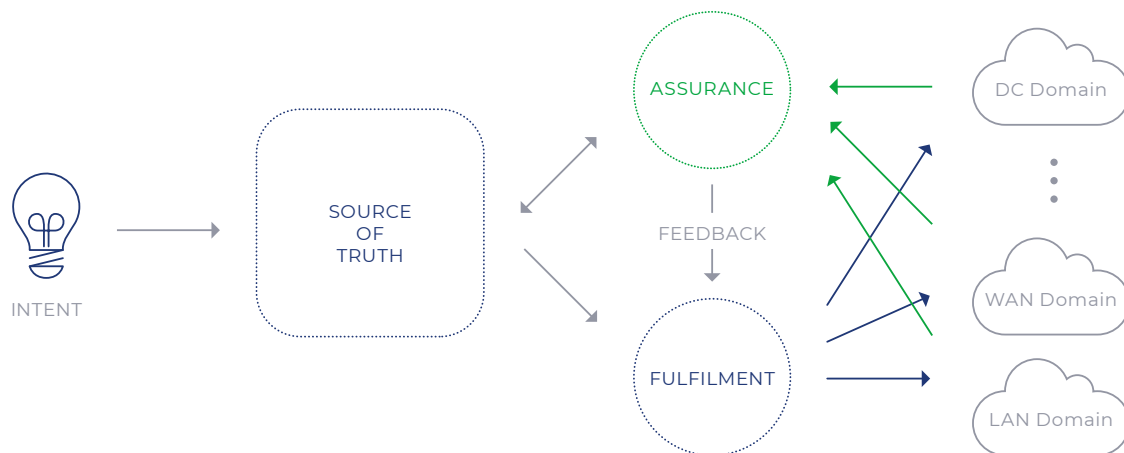 INTENT
SOURCE
OF
TRUTH
ASSURANCE
FEEDBACK
FULFILMENT
DC Domain
WAN Domain
LAN Domain